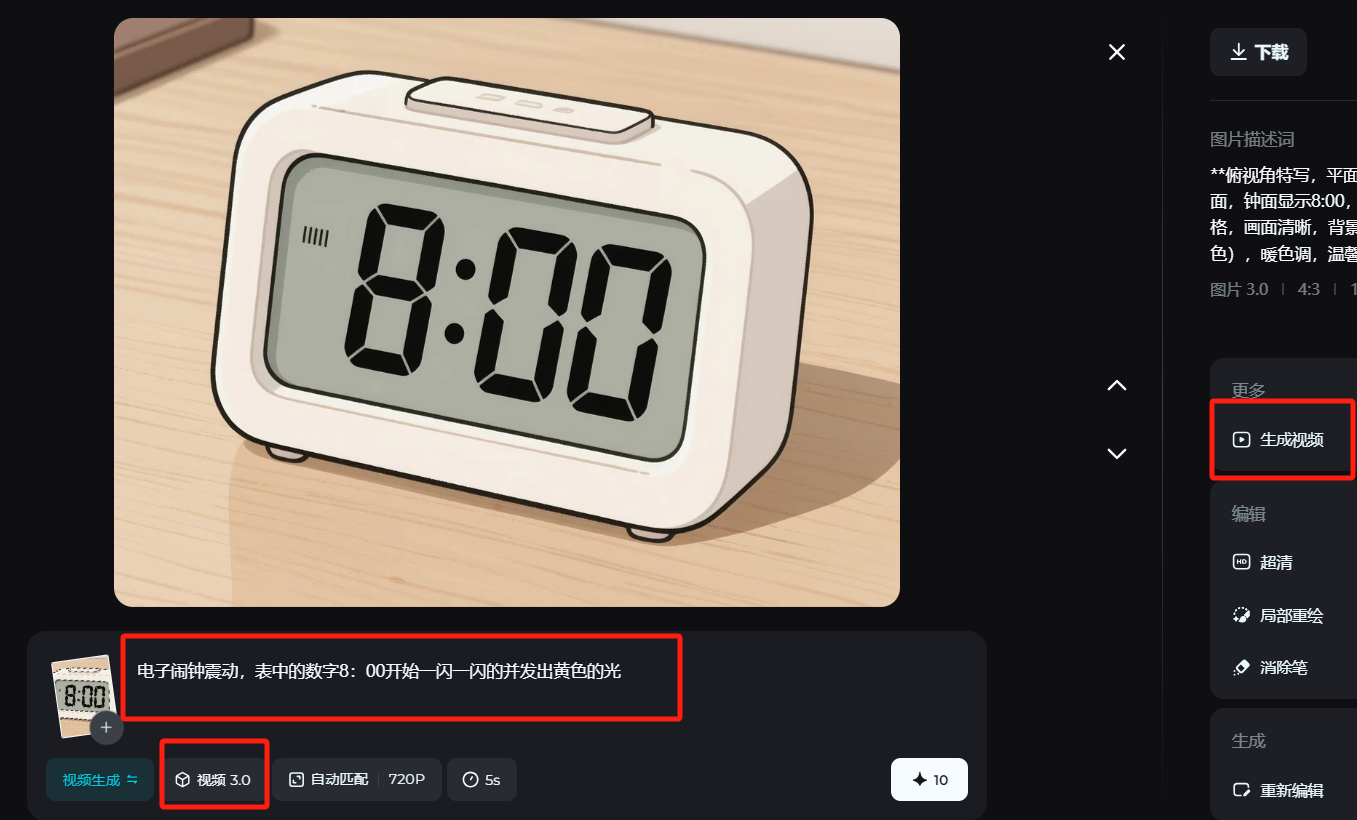 8:00
下载
图片描述词
**俯视角特写，平面
面，钟面显示8:00，
格，画面清晰，背景
色），暖色调，温馨
图片 3.0 | 4:3 | 1
更多
生成视频
编辑
HD 超清
局部重绘
消除笔
生成
重新编辑
8:00
电子闹钟震动，表中的数字8：00开始一闪一闪的并发出黄色的光
视频生成 视频 3.0 自动匹配 | 720P 5s 10